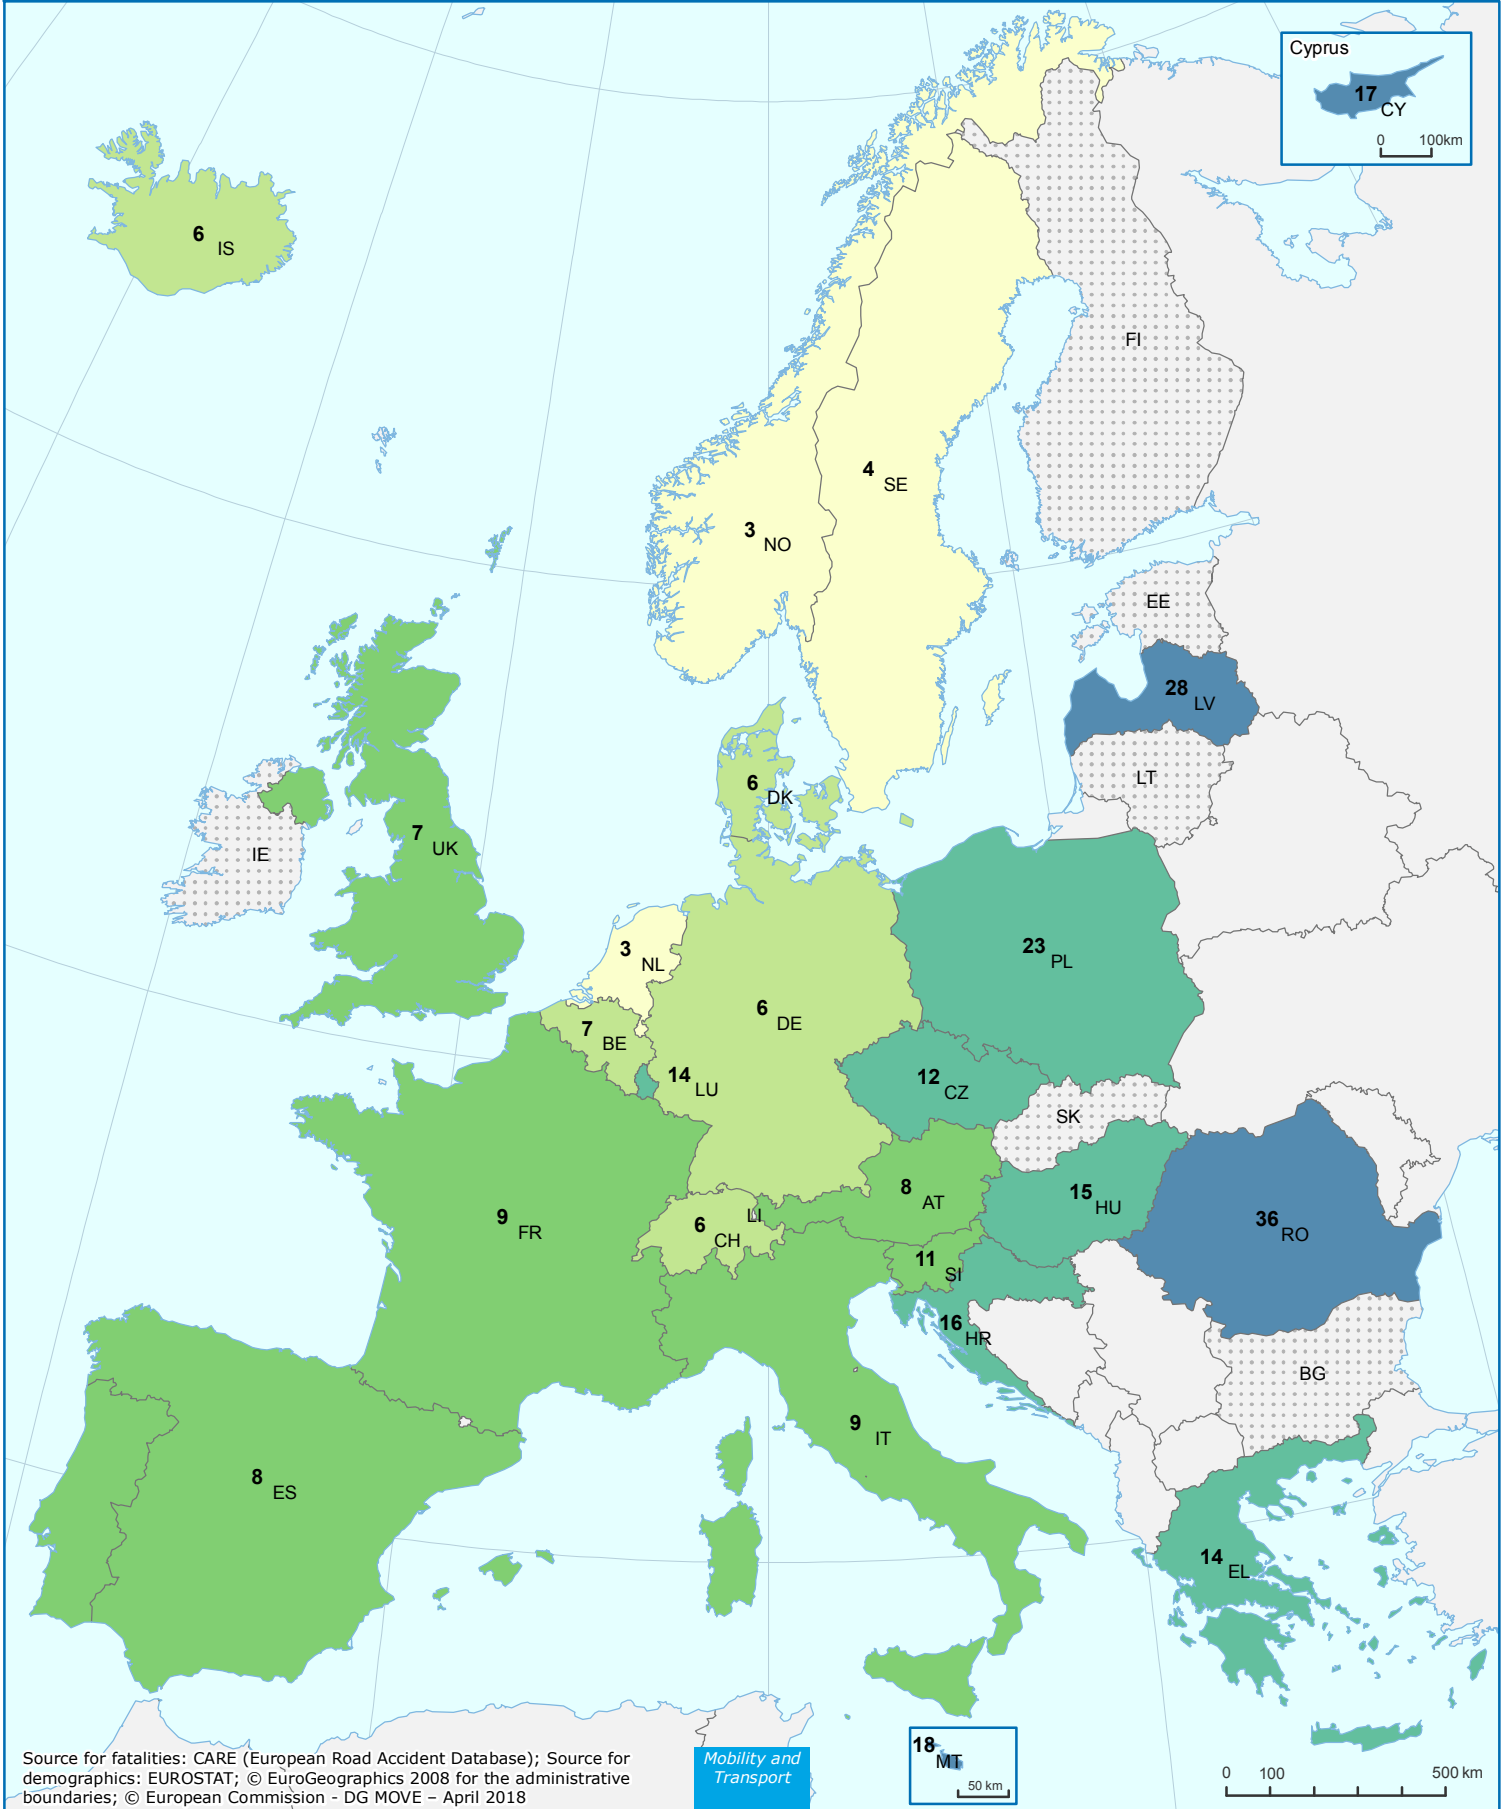 Cyprus
17
CY
0 100km
6
IS
FI
4
SE
3
NO
EE
28
LV
LT
6
DK
7
UK
IE
3
NL
23
PL
6
DE
7
BE
14
LU
12
CZ
SK
8
AT
15
HU
36
RO
9
FR
6
CH
LI
11
SI
16
HR
BG
9
IT
8
ES
14
EL
18
MT
50 km
Source for fatalities: CARE (European Road Accident Database); Source for
demographics: EUROSTAT; © EuroGeographics 2008 for the administrative
boundaries; © European Commission - DG MOVE – April 2018
Mobility and
Transport
0 100 500 km